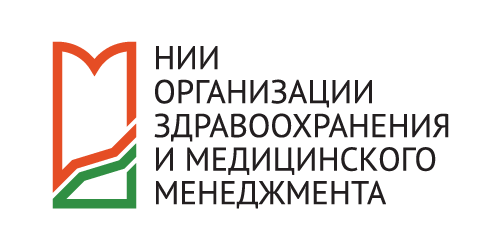 НИИ
ОРГАНИЗАЦИИ
ЗДРАВООХРАНЕНИЯ
И МЕДИЦИНСКОГО
МЕНЕДЖМЕНТА